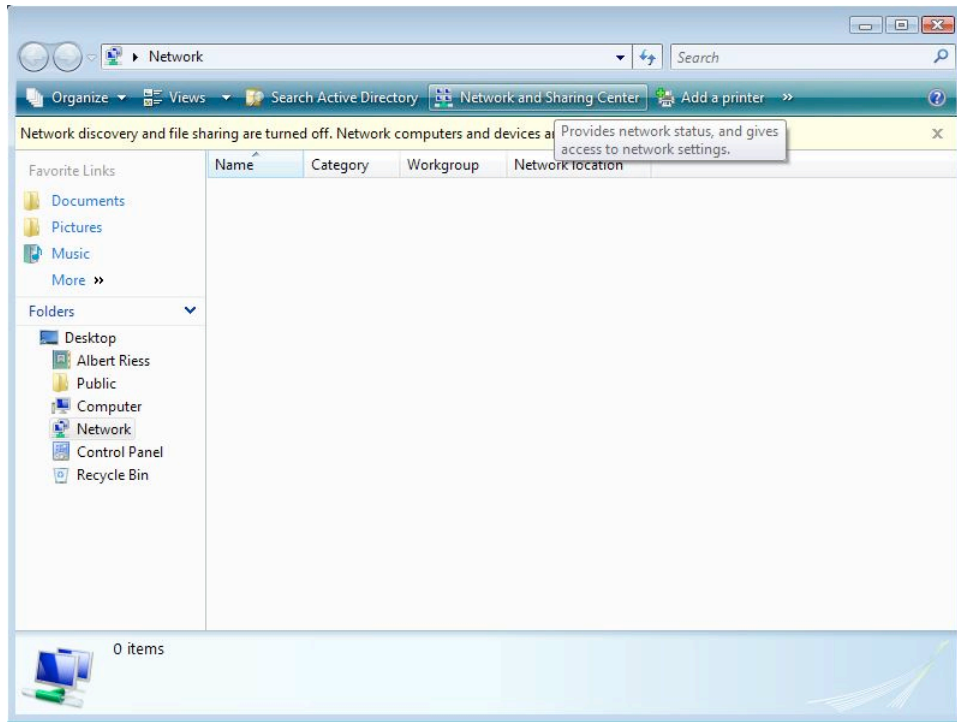 Network
Search
Organize Views Search Active Directory Network and Sharing Center Add a printer »
Network discovery and file sharing are turned off. Network computers and devices
Provides network status, and gives
access to network settings.
Name Category Workgroup Network location
Favorite Links
Documents
Pictures
Music
More »
Folders
Desktop
Albert Riess
Public
Computer
Network
Control Panel
Recycle Bin
0 items